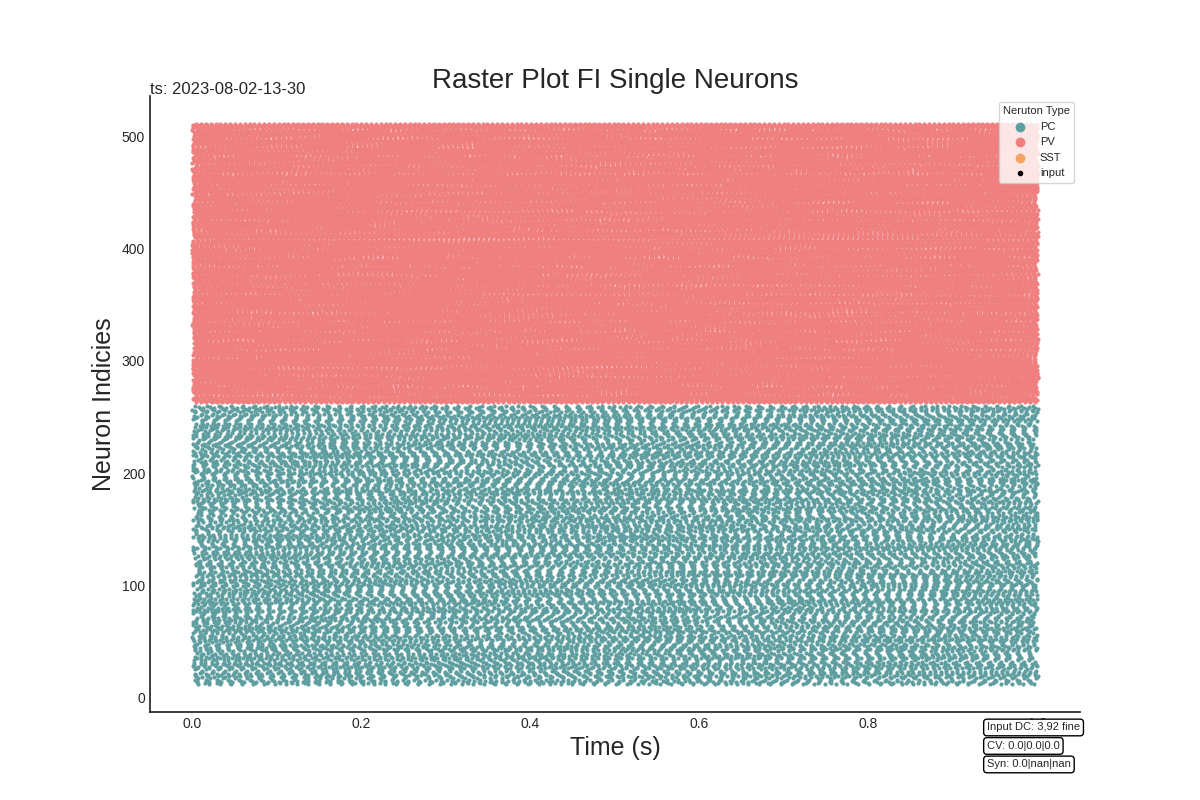 Raster Plot FI Single Neurons
ts: 2023-08-02-13-30
Neruton Type
PC
PV
SST
input
500
400
300
200
100
0
Neuron Indicies
0.0 0.2 0.4 0.6 0.8
Time (s)
Input DC: 3,92 fine
CV: 0.0|0.0|0.0
Syn: 0.0|nan|nan